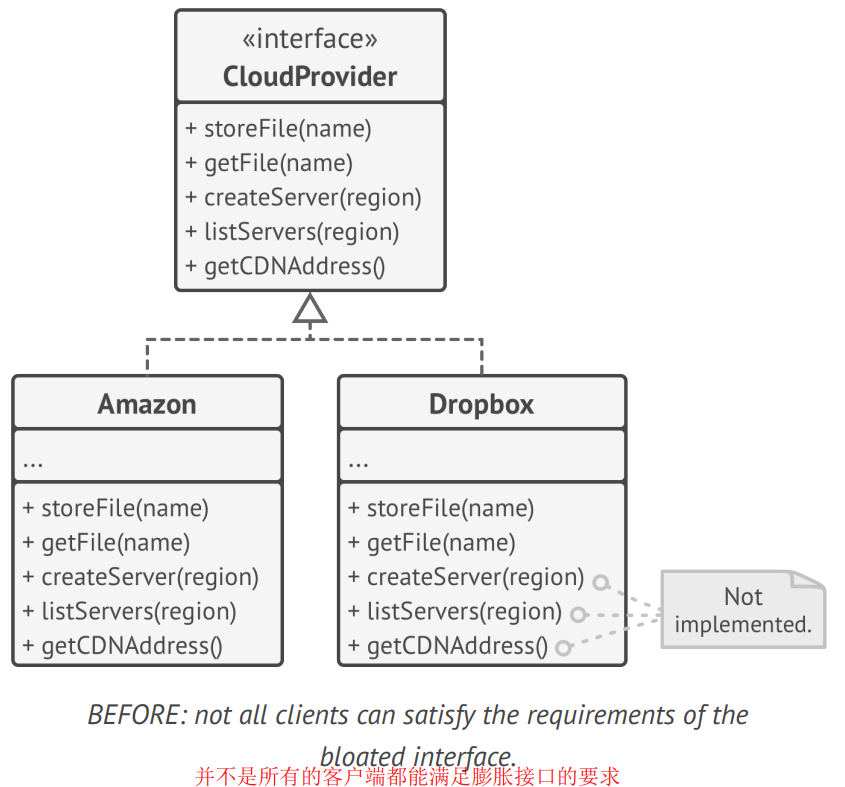 «interface»
CloudProvider
+ storeFile(name)
+ getFile(name)
+ createServer(region)
+ listServers(region)
+ getCDNAddress()
Amazon
...
+ storeFile(name)
+ getFile(name)
+ createServer(region)
+ listServers(region)
+ getCDNAddress()
Dropbox
...
+ storeFile(name)
+ getFile(name)
+ createServer(region)
+ listServers(region)
+ getCDNAddress()
Not
implemented.
BEFORE: not all clients can satisfy the requirements of the
bloated interface.
并不是所有的客户端都能满足膨胀接口的要求